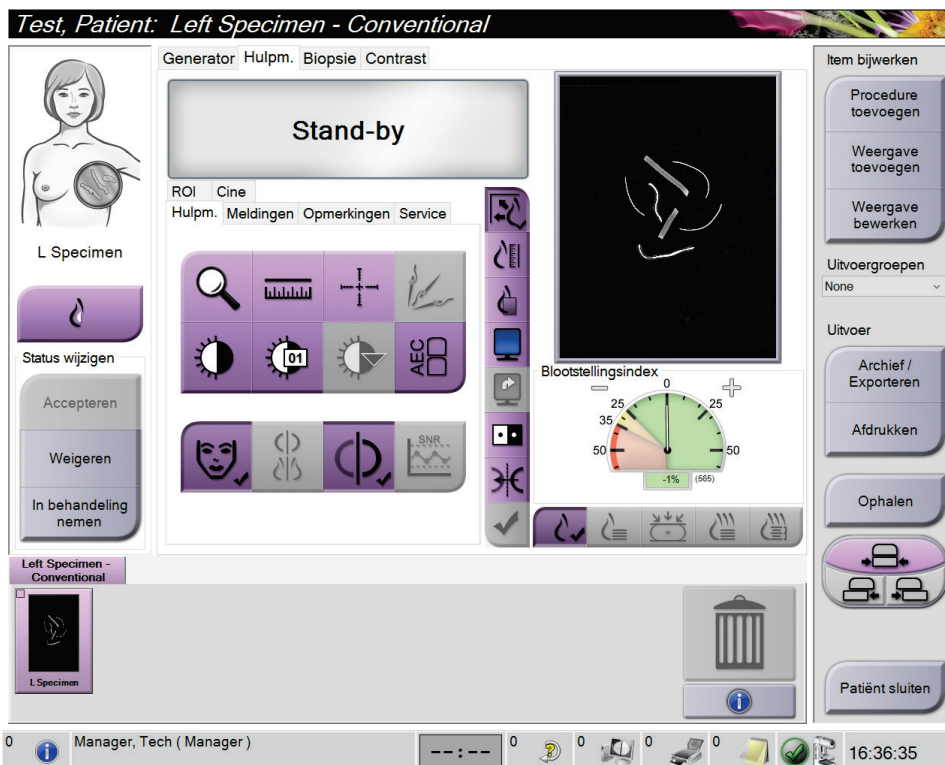 Test, Patient: Left Specimen - Conventional
L Specimen
Status wijzigen
Accepteren
Weigeren
In behandeling
nemen
Generator Hulpm. Biopsie Contrast
Stand-by
ROI Cine
Hulpm. Meldingen Opmerkingen Service
01
AEC
SNR
Blootstellingsindex
0
25 25
35
50 50
-1% (565)
Item bijwerken
Procedure
toevoegen
Weergave
toevoegen
Weergave
bewerken
Uitvoergroepen
None
Uitvoer
Archief /
Exporteren
Afdrukken
Ophalen
Patiënt sluiten
Left Specimen -
Conventional
L Specimen
0 Manager, Tech ( Manager ) --:-- 0 0 0 0 16:36:35